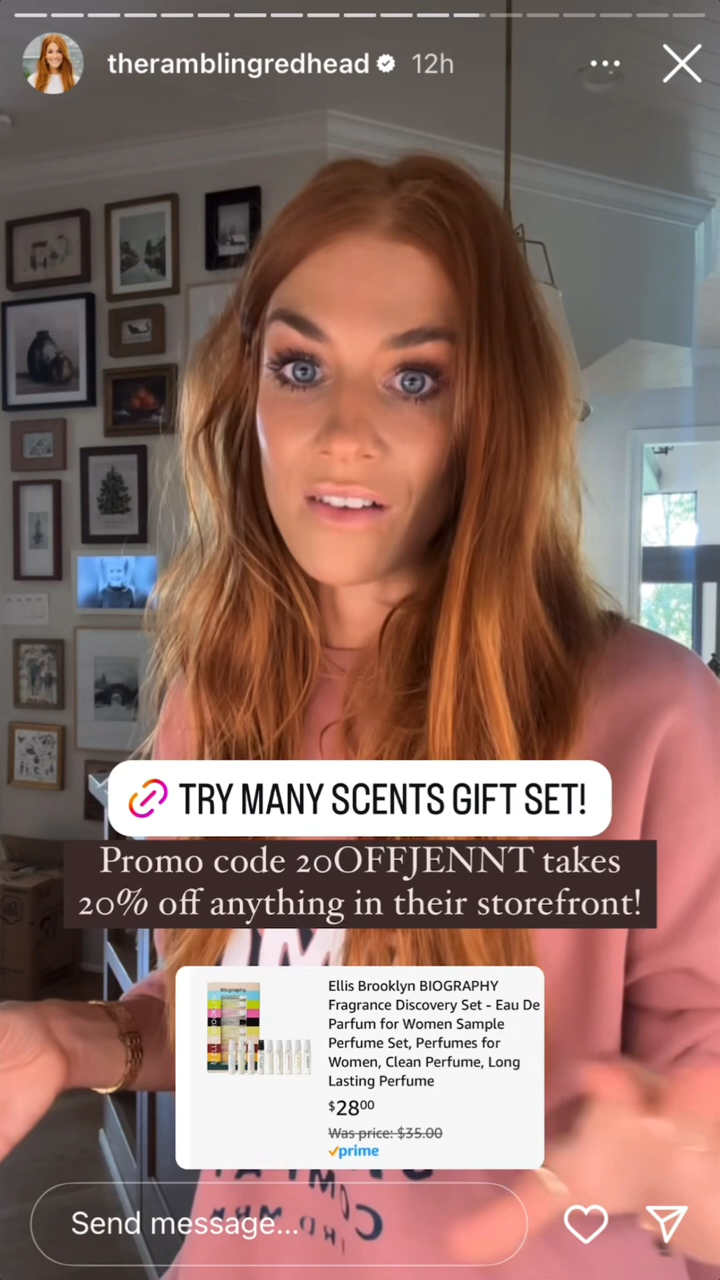 theramblingredhead 12h
TRY MANY SCENTS GIFT SET!
Promo code 20OFFJENNT takes
20% off anything in their storefront!
Biography
Ellis Brooklyn BIOGRAPHY
Fragrance Discovery Set - Eau De
Parfum for Women Sample
Perfume Set, Perfumes for
Women, Clean Perfume, Long
Lasting Perfume
$2800
Was price: $35.00
prime
Send message...